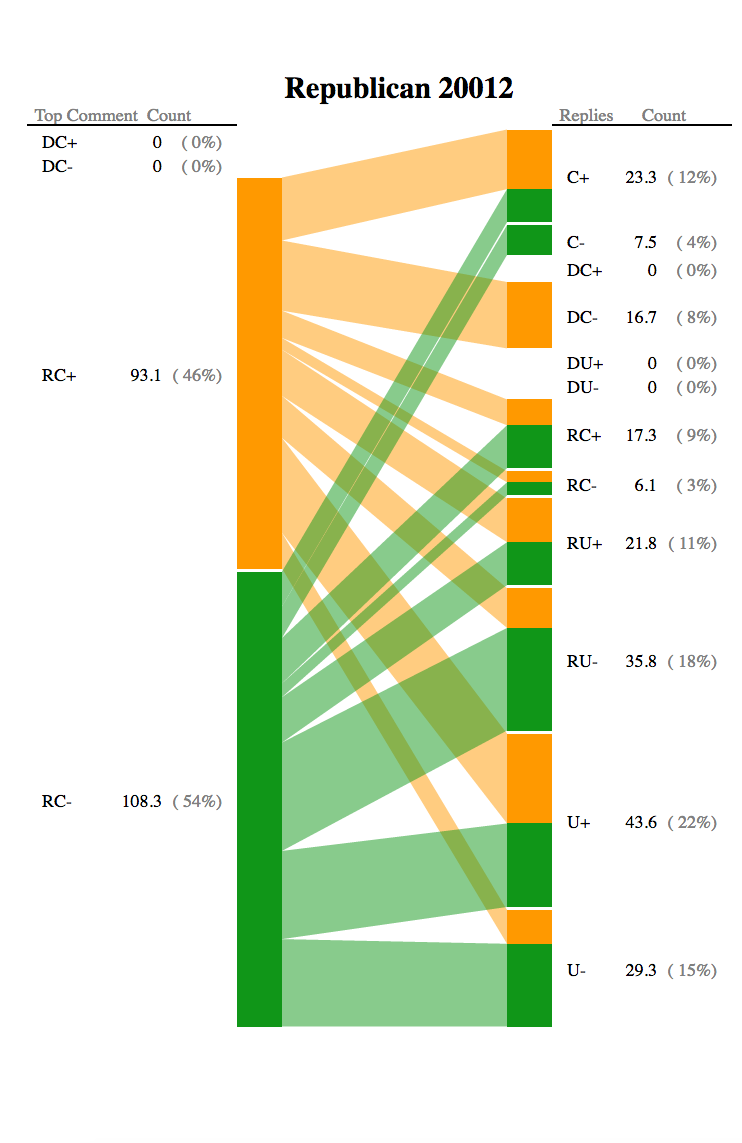 Republican 20012
Top Comment Count
DC+ 0 ( 0%)
DC- 0 ( 0%)
RC+ 93.1 ( 46%)
RC- 108.3 ( 54%)
Replies Count
C+ 23.3 ( 12%)
C- 7.5 ( 4%)
DC+ 0 ( 0%)
DC- 16.7 ( 8%)
DU+ 0 ( 0%)
DU- 0 ( 0%)
RC+ 17.3 ( 9%)
RC- 6.1 ( 3%)
RU+ 21.8 ( 11%)
RU- 35.8 ( 18%)
U+ 43.6 ( 22%)
U- 29.3 ( 15%)